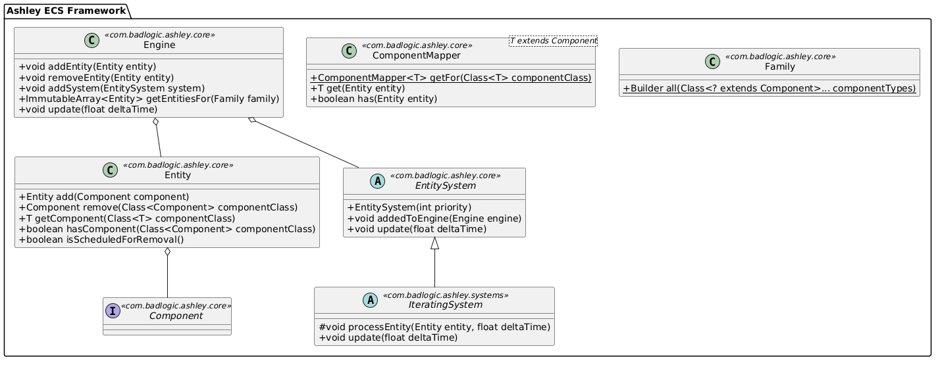 Ashley ECS Framework
C «com.badlogic.ashley.core»
Engine
+void addEntity(Entity entity)
+void removeEntity(Entity entity)
+void addSystem(EntitySystem system)
+ImmutableArray<Entity> getEntitiesFor(Family family)
+void update(float deltaTime)
T extends Component
C «com.badlogic.ashley.core»
ComponentMapper
+ComponentMapper<T> getFor(Class<T> componentClass)
+T get(Entity entity)
+boolean has(Entity entity)
C «com.badlogic.ashley.core»
Family
+Builder all(Class<? extends Component>... componentTypes)
C «com.badlogic.ashley.core»
Entity
+Entity add(Component component)
+Component remove(Class<Component> componentClass)
+T getComponent(Class<T> componentClass)
+boolean hasComponent(Class<Component> componentClass)
+boolean isScheduledForRemoval()
A «com.badlogic.ashley.core»
EntitySystem
+EntitySystem(int priority)
+void addedToEngine(Engine engine)
+void update(float deltaTime)
I «com.badlogic.ashley.core»
Component
A «com.badlogic.ashley.systems»
IteratingSystem
#void processEntity(Entity entity, float deltaTime)
+void update(float deltaTime)